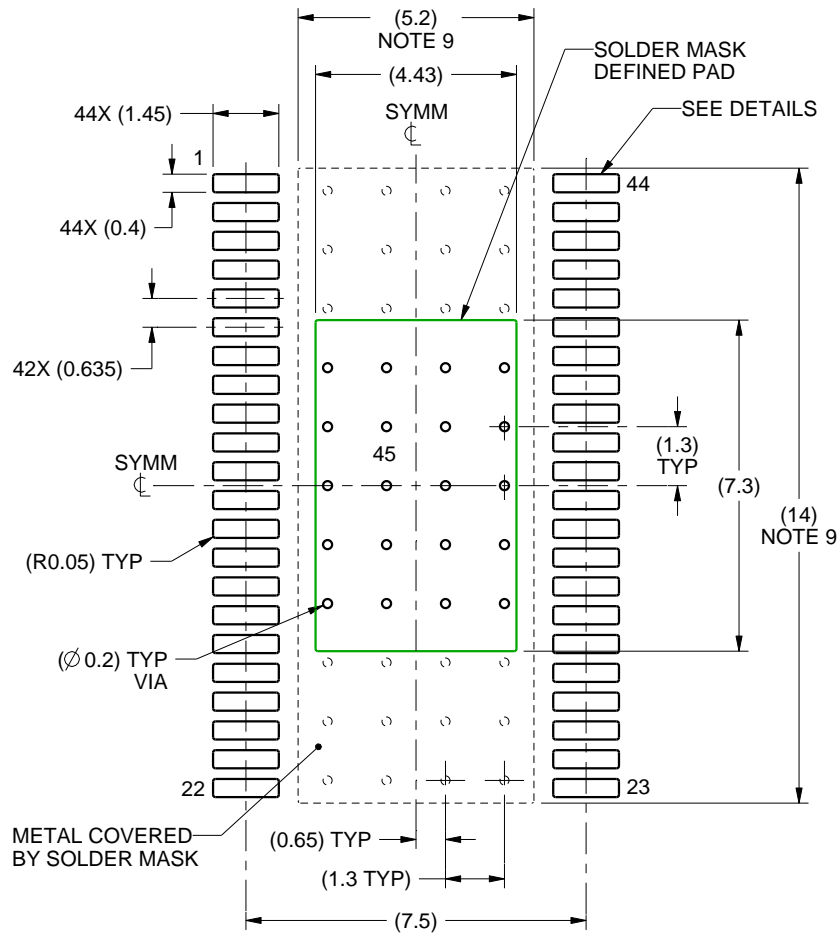 (5.2)
NOTE 9
SOLDER MASK
DEFINED PAD
(4.43)
44X (1.45)
SYMM
SEE DETAILS
1
44
44X (0.4)
42X (0.635)
45
(1.3)
TYP
SYMM
(7.3)
(14)
NOTE 9
(R0.05) TYP
(∅ 0.2) TYP
VIA
22
23
METAL COVERED
BY SOLDER MASK
(0.65) TYP
(1.3 TYP)
(7.5)